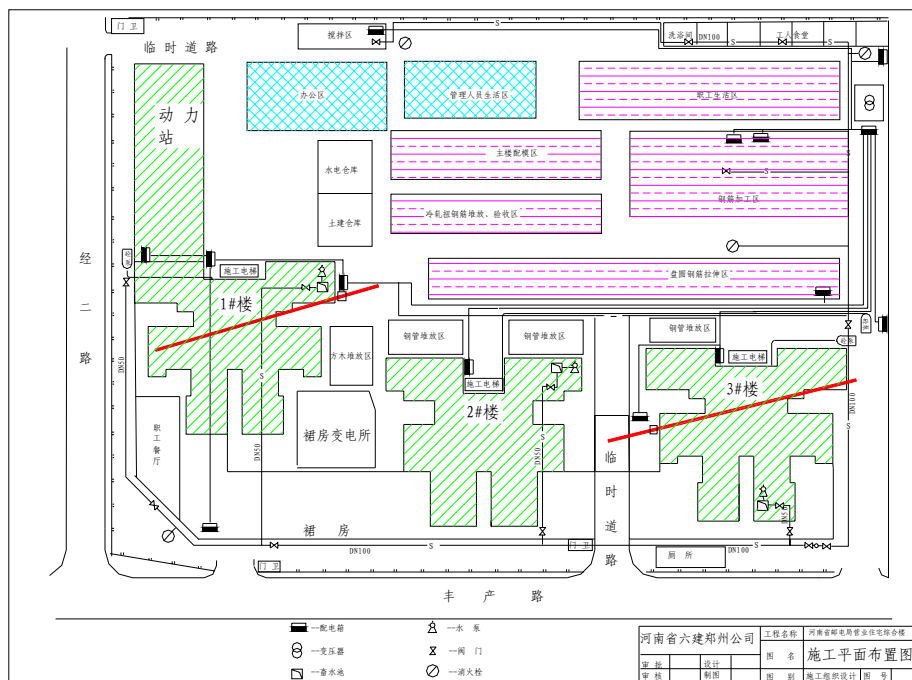 门 卫
临时道路
搅拌区
S
洗浴间
DN100
工人食堂
S
S
办公区
管理人员生活区
职工生活区
动 力
站
水电仓库
主楼配模区
S
S
土建仓库
冷轧扭钢筋堆放、验收区
钢筋加工区
经
二
路
砼泵
施工电梯
盘圆钢筋拉伸区
1#楼
钢管堆放区
钢管堆放区
钢管堆放区
砼泵
砼泵
方木堆放区
施工电梯
施工电梯
DN50
S
2#楼
3#楼
DN100
职工餐厅
裙房变电所
DN50
S
DN50
S
临
时
道
路
DN50
裙 房
DN100
S
门 卫
S
DN100
厕 所
门 卫
丰 产 路
--配电箱
--水 泵
--变压器
--阀 门
--蓄水池
--消火栓
河南省六建郑州公司
工程名称
河南省邮电局营业住宅综合楼
图 名
施工平面布置图
审 批
设计
审 核
制图
图 别
施工组织设计
图 号